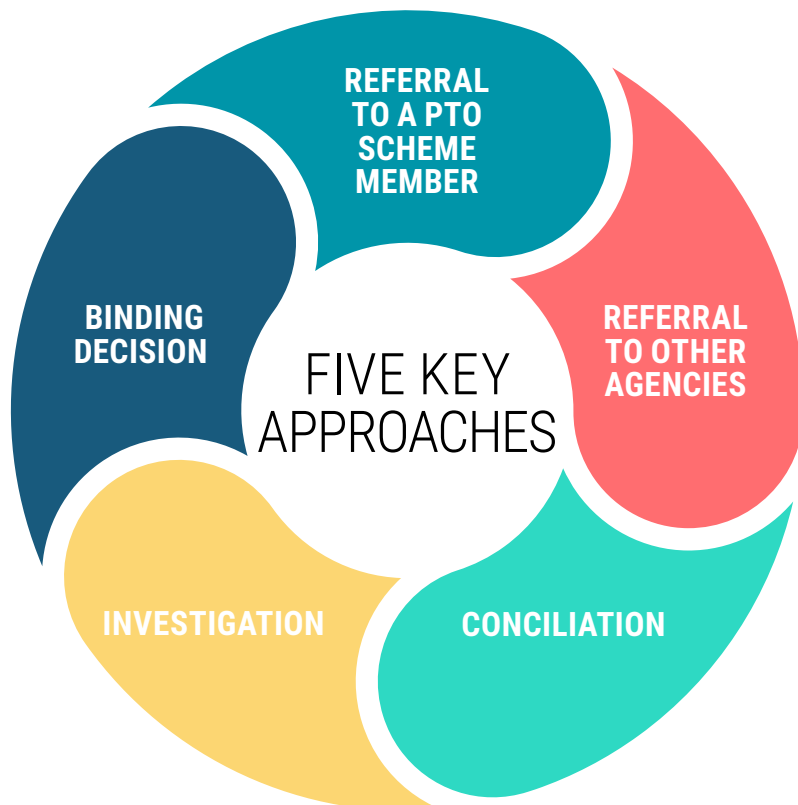 FIVE KEY
APPROACHES
REFERRAL
TO A PTO
SCHEME
MEMBER
REFERRAL
TO OTHER
AGENCIES
CONCILIATION
INVESTIGATION
BINDING
DECISION